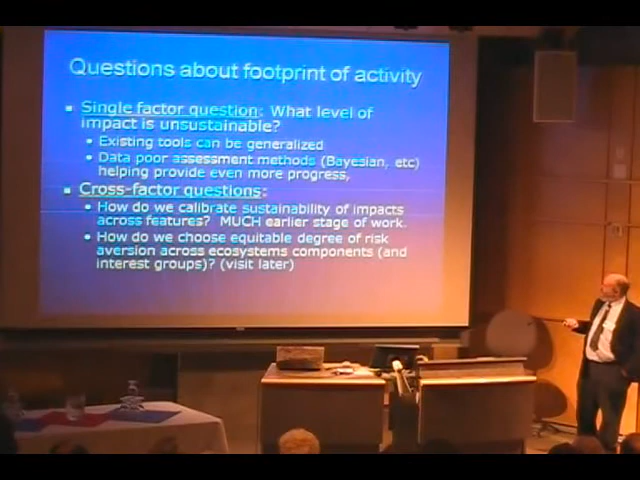 Questions about footprint of activity
Single factor question: What level of
impact is unsustainable?
Existing tools can be generalized
Data poor assessment methods (Bayesian, etc)
helping provide even more progress,
Cross-factor questions:
How do we calibrate sustainability of impacts
across features? MUCH earlier stage of work.
How do we choose equitable degree of risk
aversion across ecosystems components (and
interest groups)? (visit later)